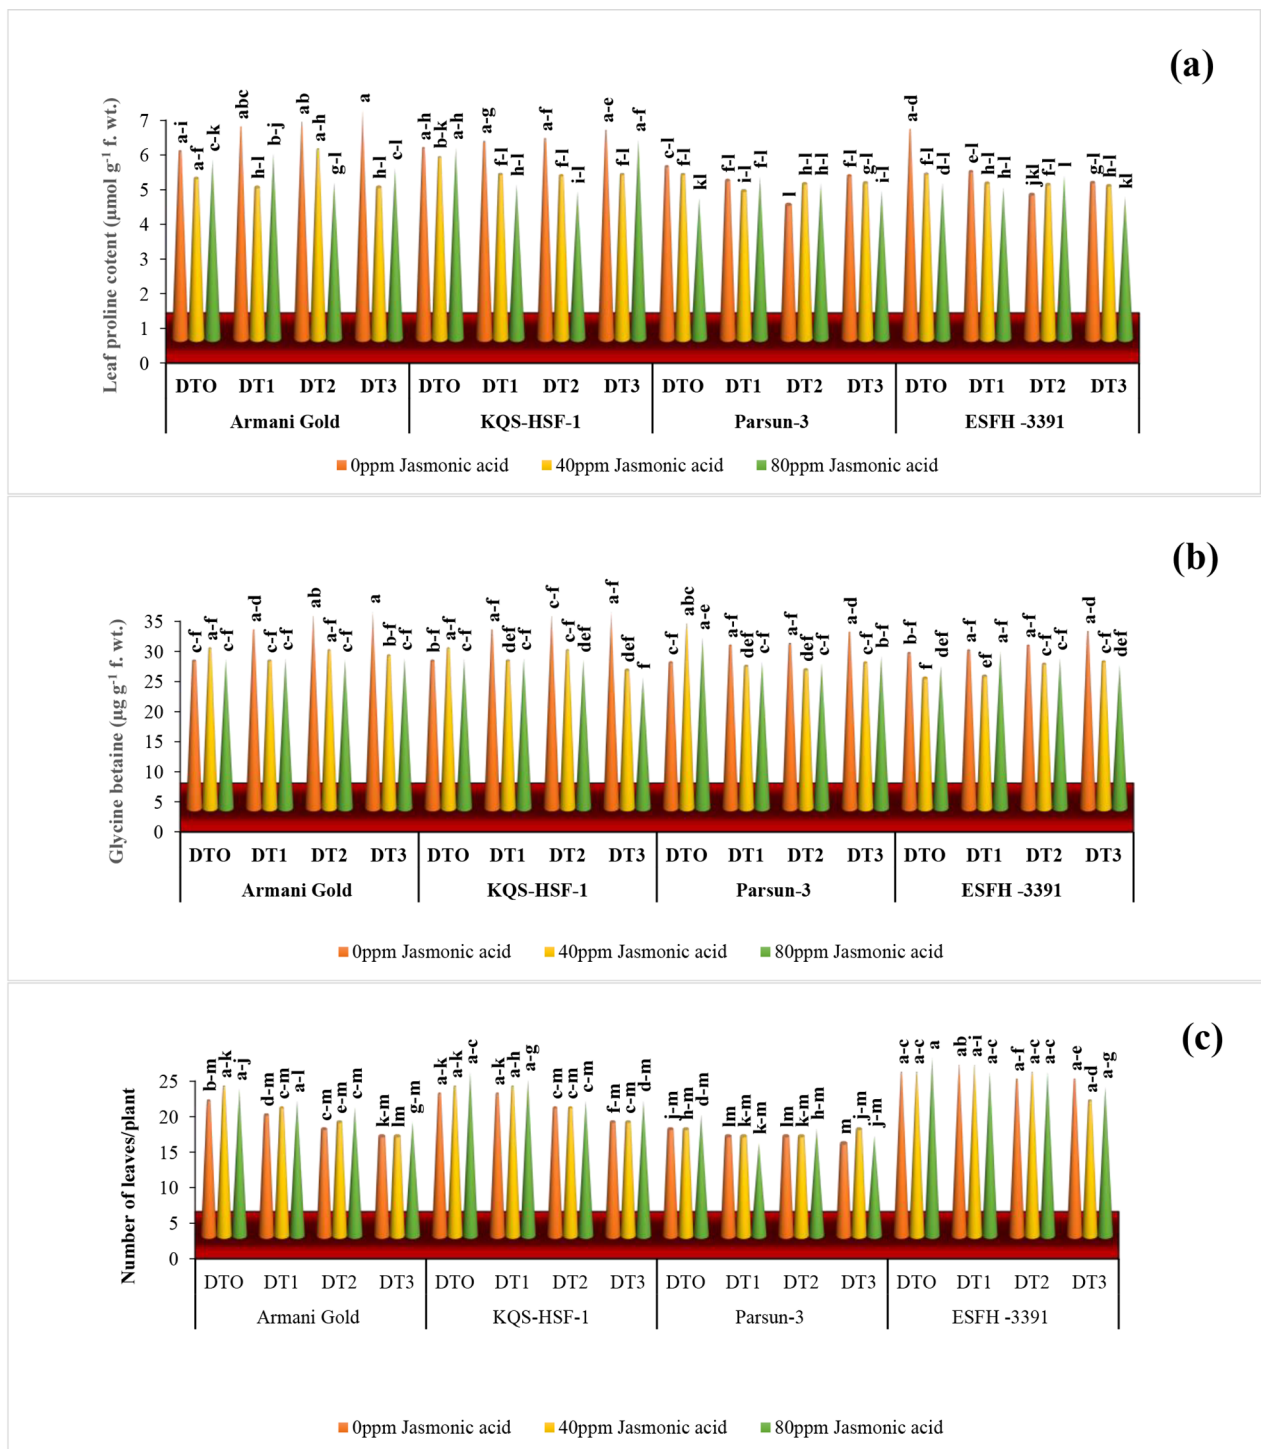 (a)
Leaf proline cotent (µmol g-1 f. wt.)
7
6
5
4
3
2
1
0
a-i a-f c-k abc h-l b-j ab a-h g-l a h-l c-l a-h b-k a-h a-g f-l h-l a-f f-l i-l a-e f-l a-f c-l f-l kl f-l i-l f-l l h-l h-l f-l g-l i-l a-d f-l d-l e-l h-l h-l jkl f-l l g-l h-l kl
DTO DT1 DT2 DT3 DTO DT1 DT2 DT3 DTO DT1 DT2 DT3 DTO DT1 DT2 DT3
Armani Gold KQS-HSF-1 Parsun-3 ESFH -3391
0ppm Jasmonic acid 40ppm Jasmonic acid 80ppm Jasmonic acid
(b)
Glycine betaine (µg g-1 f. wt.)
35
30
25
20
15
10
5
0
c-f a-f c-f a-d c-f c-f ab a-f c-f a b-f c-f b-f a-f c-f a-f def c-f c-f c-f def a-f def f c-f abc a-e a-f def c-f a-f def c-f a-d c-f b-f b-f f def a-f ef a-f a-f c-f c-f a-d c-f def
DTO DT1 DT2 DT3 DTO DT1 DT2 DT3 DTO DT1 DT2 DT3 DTO DT1 DT2 DT3
Armani Gold KQS-HSF-1 Parsun-3 ESFH -3391
0ppm Jasmonic acid 40ppm Jasmonic acid 80ppm Jasmonic acid
(c)
Number of leaves/plant
25
20
15
10
5
0
b-m a-k a-j d-m c-m a-l c-m e-m c-m k-m lm g-m a-k a-k a-c a-k a-h a-g c-m c-m c-m f-m c-m d-m j-m h-m d-m lm k-m k-m lm k-m h-m m j-m j-m a-c a-c a ab a-i a-c a-f a-c a-c a-e a-d a-g
DTO DT1 DT2 DT3 DTO DT1 DT2 DT3 DTO DT1 DT2 DT3 DTO DT1 DT2 DT3
Armani Gold KQS-HSF-1 Parsun-3 ESFH -3391
0ppm Jasmonic acid 40ppm Jasmonic acid 80ppm Jasmonic acid